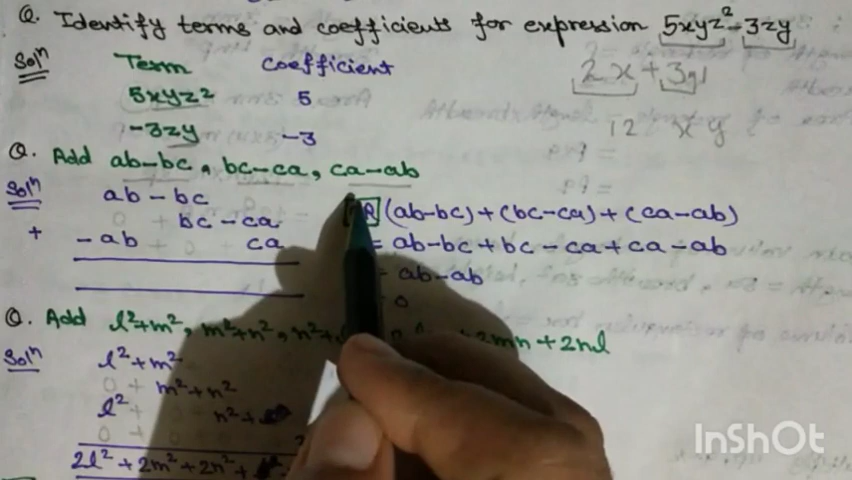 Q. Identify terms and coefficients for expression 5xyz² - 3zy
Solⁿ Term Coefficient 2x + 3y
5xyz² 5
-3zy -3 12 xy
Q. Add ab-bc, bc-ca, ca-ab
Solⁿ ab - bc
bc - ca (ab-bc)+(bc-ca)+(ca-ab)
+ -ab ca = ab-bc+bc-ca+ca-ab
- ab-ab
0
Q. Add l²+m², m²+n², n²+ 2mn+2nl
Solⁿ l²+m²
m²+n²
l² n²+
2l²+2m²+2n²+
InShOt